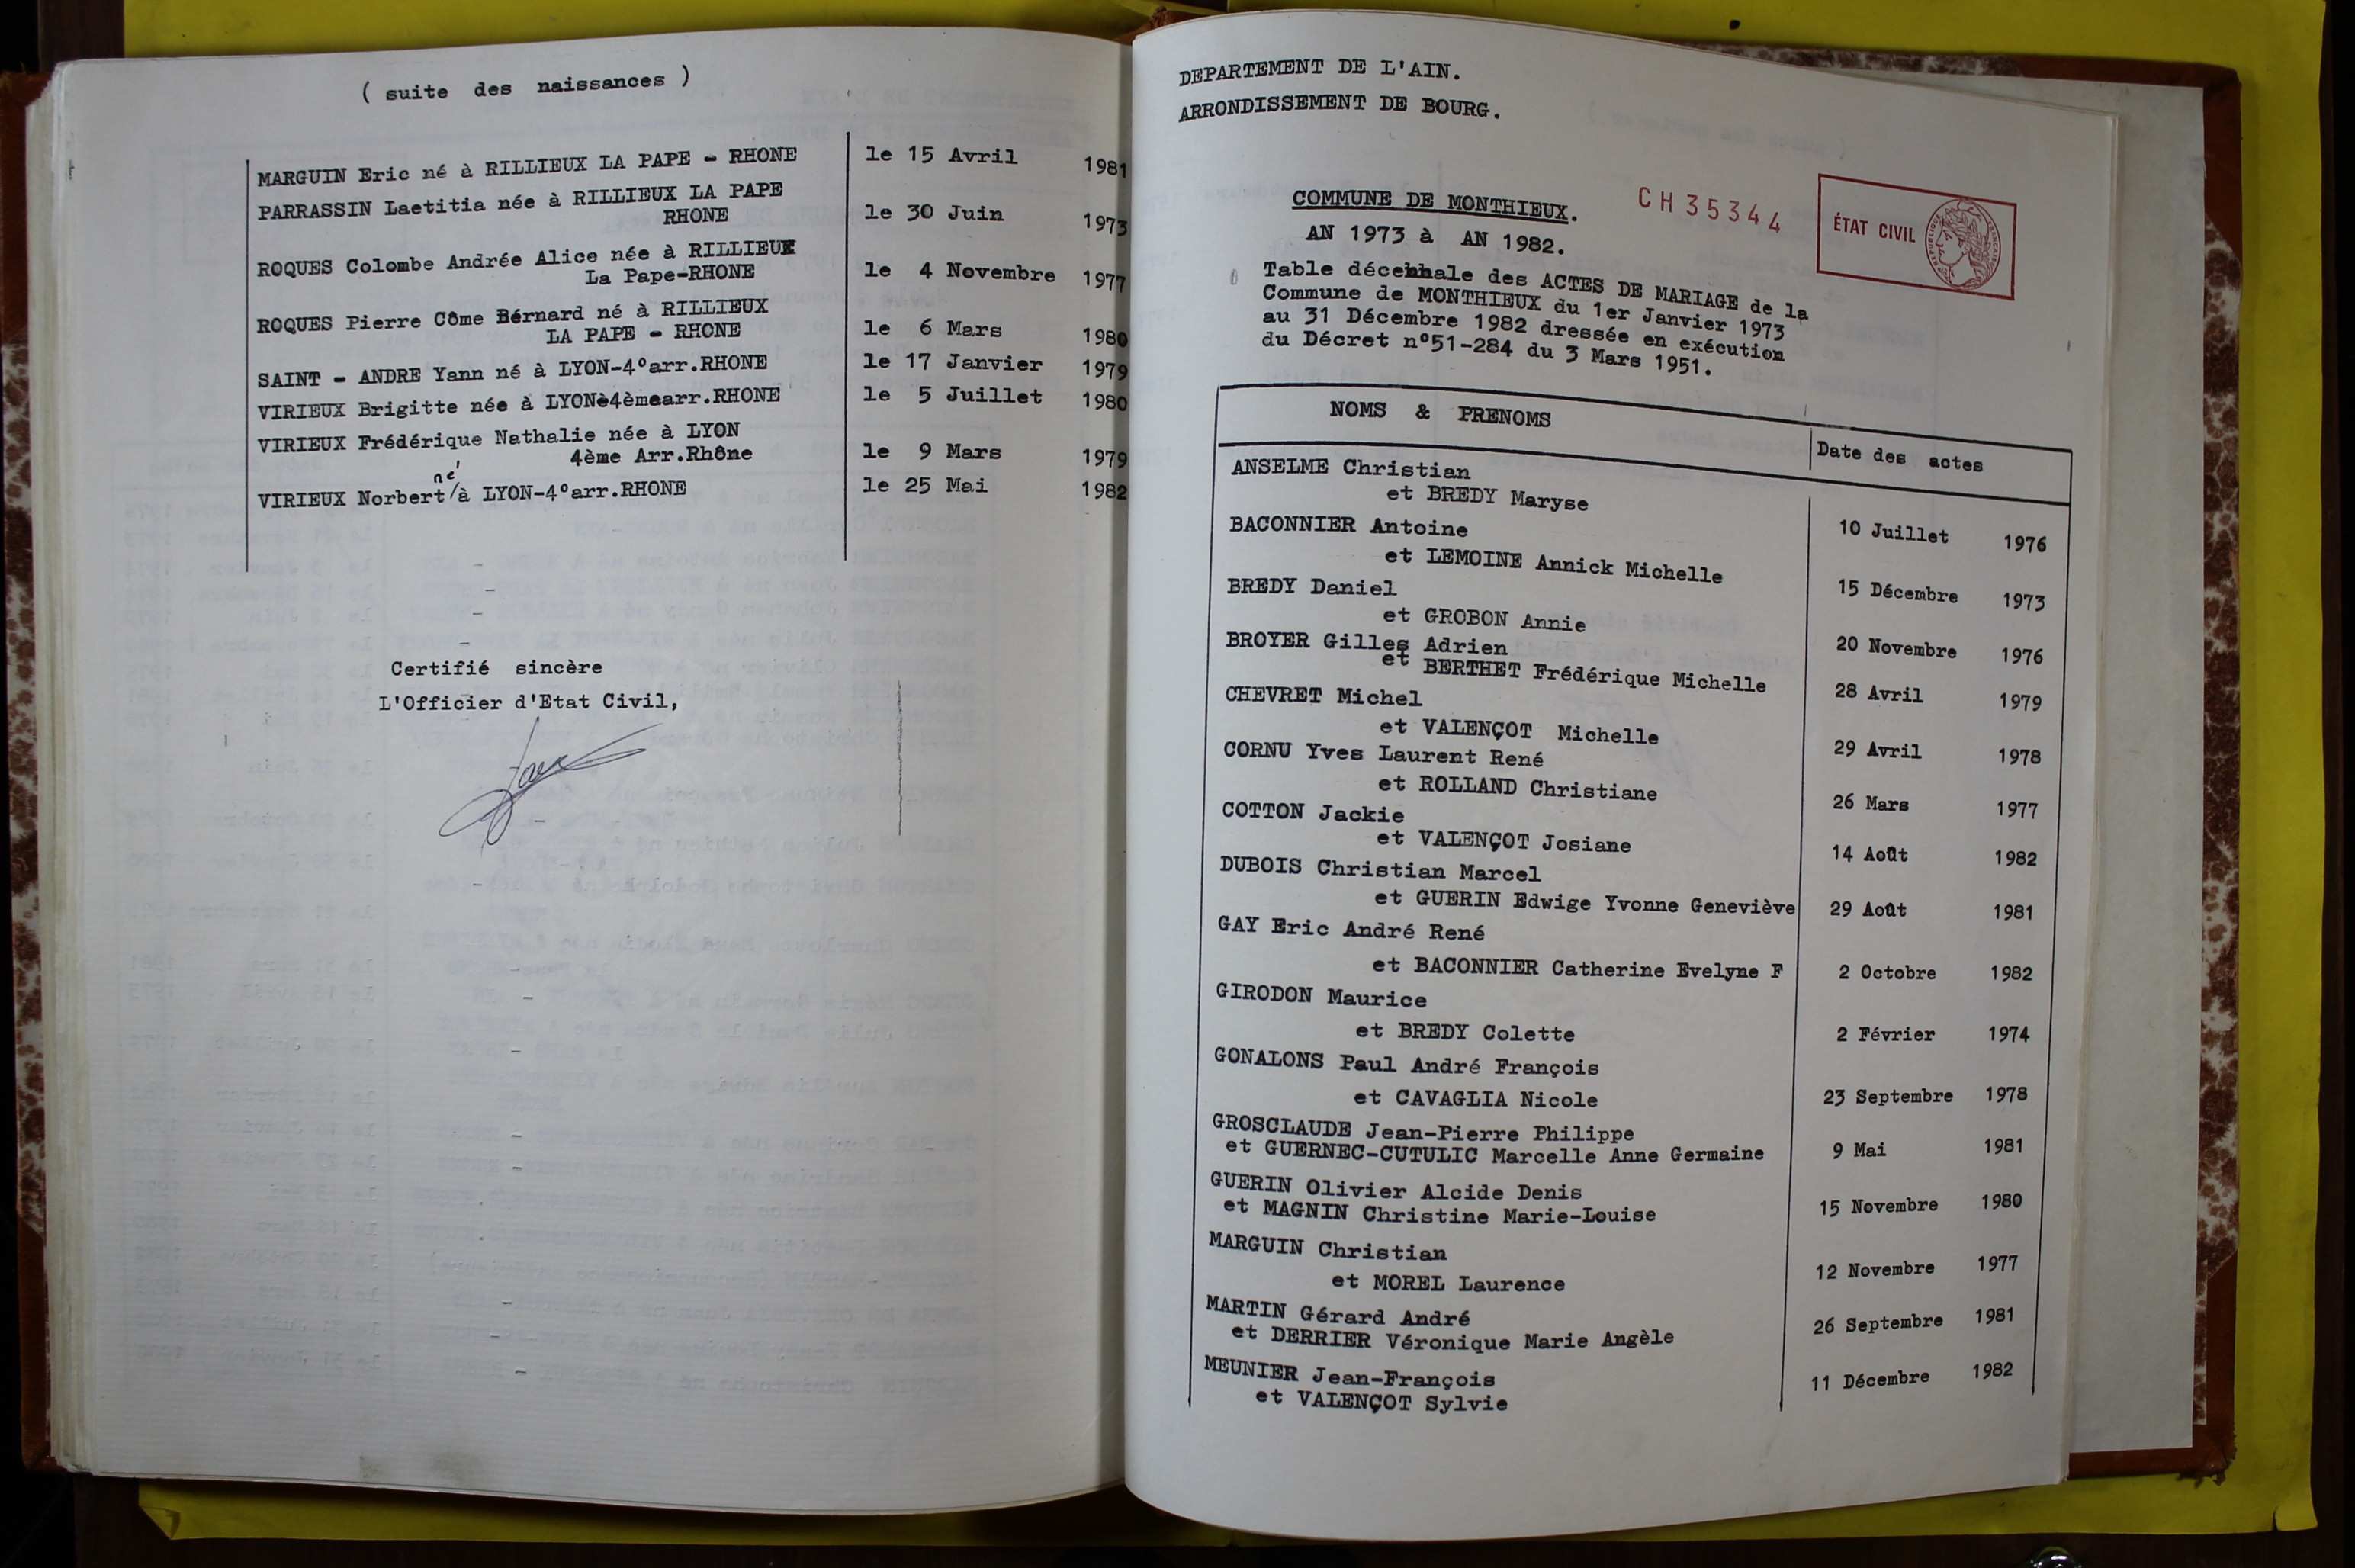 ( suite des naissances )
MARGUIN Eric né à RILLIEUX LA PAPE - RHONE le 15 Avril 1981
PARRASSIN Laetitia née à RILLIEUX LA PAPE
RHONE le 30 Juin 1973
ROQUES Colombe Andrée Alice née à RILLIEUX
La Pape-RHONE le 4 Novembre 1977
ROQUES Pierre Côme Bérnard né à RILLIEUX
LA PAPE - RHONE le 6 Mars 1980
SAINT - ANDRE Yann né à LYON-4°arr.RHONE le 17 Janvier 1979
VIRIEUX Brigitte née à LYONè4èmearr.RHONE le 5 Juillet 1980
VIRIEUX Frédérique Nathalie née à LYON
4ème Arr.Rhône le 9 Mars 1979
né
VIRIEUX Norbert/à LYON-4°arr.RHONE le 25 Mai 1982
Certifié sincère
L'Officier d'Etat Civil,
DEPARTEMENT DE L'AIN.
ARRONDISSEMENT DE BOURG.
COMMUNE DE MONTHIEUX.
CH35344
ÉTAT CIVIL
AN 1973 à AN 1982.
Table décennale des ACTES DE MARIAGE de la
Commune de MONTHIEUX du 1er Janvier 1973
au 31 Décembre 1982 dressée en exécution
du Décret n°51-284 du 3 Mars 1951.
NOMS & PRENOMS Date des actes
ANSELME Christian
et BREDY Maryse 10 Juillet 1976
BACONNIER Antoine
et LEMOINE Annick Michelle 15 Décembre 1973
BREDY Daniel
et GROBON Annie 20 Novembre 1976
BROYER Gilles Adrien
et BERTHET Frédérique Michelle 28 Avril 1979
CHEVRET Michel
et VALENÇOT Michelle 29 Avril 1978
CORNU Yves Laurent René
et ROLLAND Christiane 26 Mars 1977
COTTON Jackie
et VALENÇOT Josiane 14 Août 1982
DUBOIS Christian Marcel
et GUERIN Edwige Yvonne Geneviève 29 Août 1981
GAY Eric André René
et BACONNIER Catherine Evelyne F 2 Octobre 1982
GIRODON Maurice
et BREDY Colette 2 Février 1974
GONALONS Paul André François
et CAVAGLIA Nicole 23 Septembre 1978
GROSCLAUDE Jean-Pierre Philippe
et GUERNEC-CUTULIC Marcelle Anne Germaine 9 Mai 1981
GUERIN Olivier Alcide Denis
et MAGNIN Christine Marie-Louise 15 Novembre 1980
MARGUIN Christian
et MOREL Laurence 12 Novembre 1977
MARTIN Gérard André
et DERRIER Véronique Marie Angèle 26 Septembre 1981
MEUNIER Jean-François
et VALENÇOT Sylvie 11 Décembre 1982